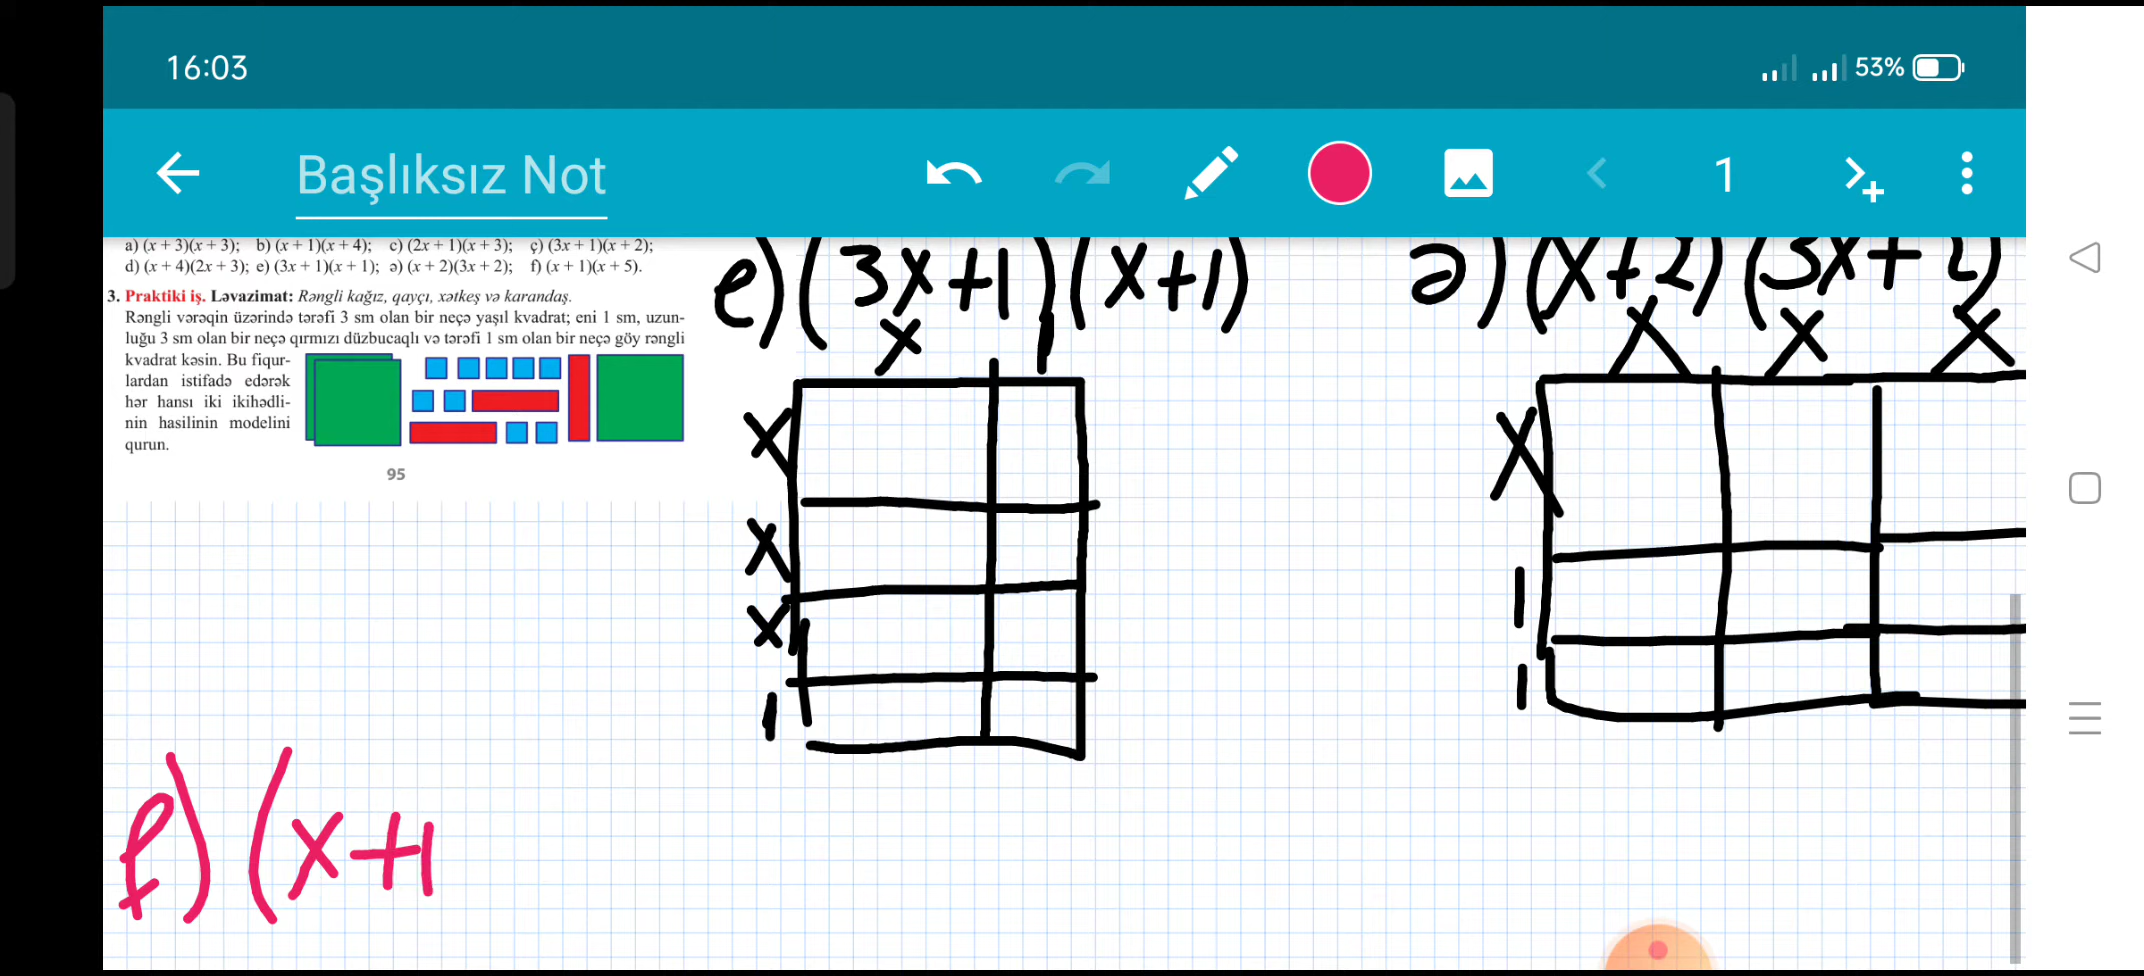 16:03
53%
Başlıksız Not
1
a) (x + 3)(x + 3); b) (x + 1)(x + 4); c) (2x + 1)(x + 3); ç) (3x + 1)(x + 2);
d) (x + 4)(2x + 3); e) (3x + 1)(x + 1); ə) (x + 2)(3x + 2); f) (x + 1)(x + 5).
3. Praktiki iş. Ləvazimat: Rəngli kağız, qayçı, xətkeş və karandaş.
Rəngli vərəqin üzərində tərəfi 3 sm olan bir neçə yaşıl kvadrat; eni 1 sm, uzun-
luğu 3 sm olan bir neçə qırmızı düzbucaqlı və tərəfi 1 sm olan bir neçə göy rəngli
kvadrat kəsin. Bu fiqur-
lardan istifadə edərək
hər hansı iki ikihədli-
nin hasilinin modelini
qurun.
95
e) (3x+1)(x+1)
x 1
x
x
x
1
ə) (x+2)(3x+2)
x x x
x
1
1
f) (x+1